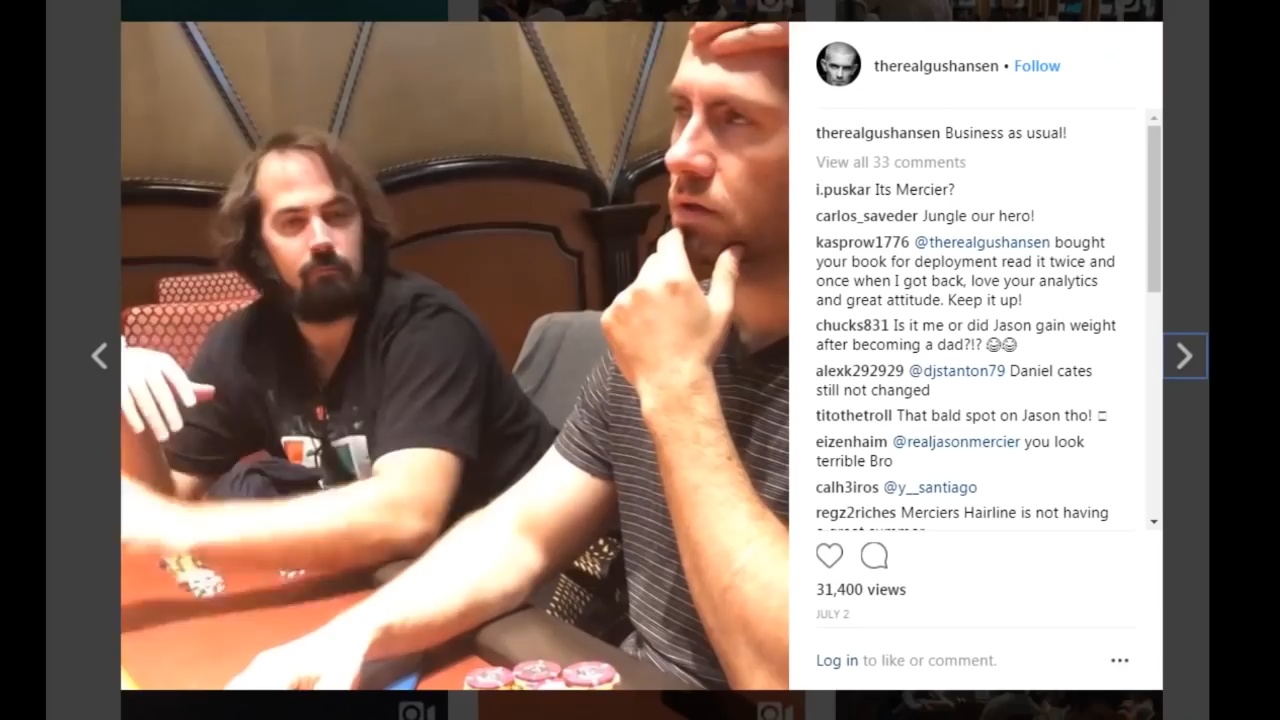 therealgushansen • Follow
therealgushansen Business as usual!
View all 33 comments
i.puskar Its Mercier?
carlos_saveder Jungle our hero!
kasprow1776 @therealgushansen bought
your book for deployment read it twice and
once when I got back, love your analytics
and great attitude. Keep it up!
chucks831 Is it me or did Jason gain weight
after becoming a dad?!? 😂😂
alexk292929 @djstanton79 Daniel cates
still not changed
titothetroll That bald spot on Jason tho!
eizenhaim @realjasonmercier you look
terrible Bro
calh3iros @y__santiago
regz2riches Merciers Hairline is not having
a great summer
31,400 views
JULY 2
Log in to like or comment.